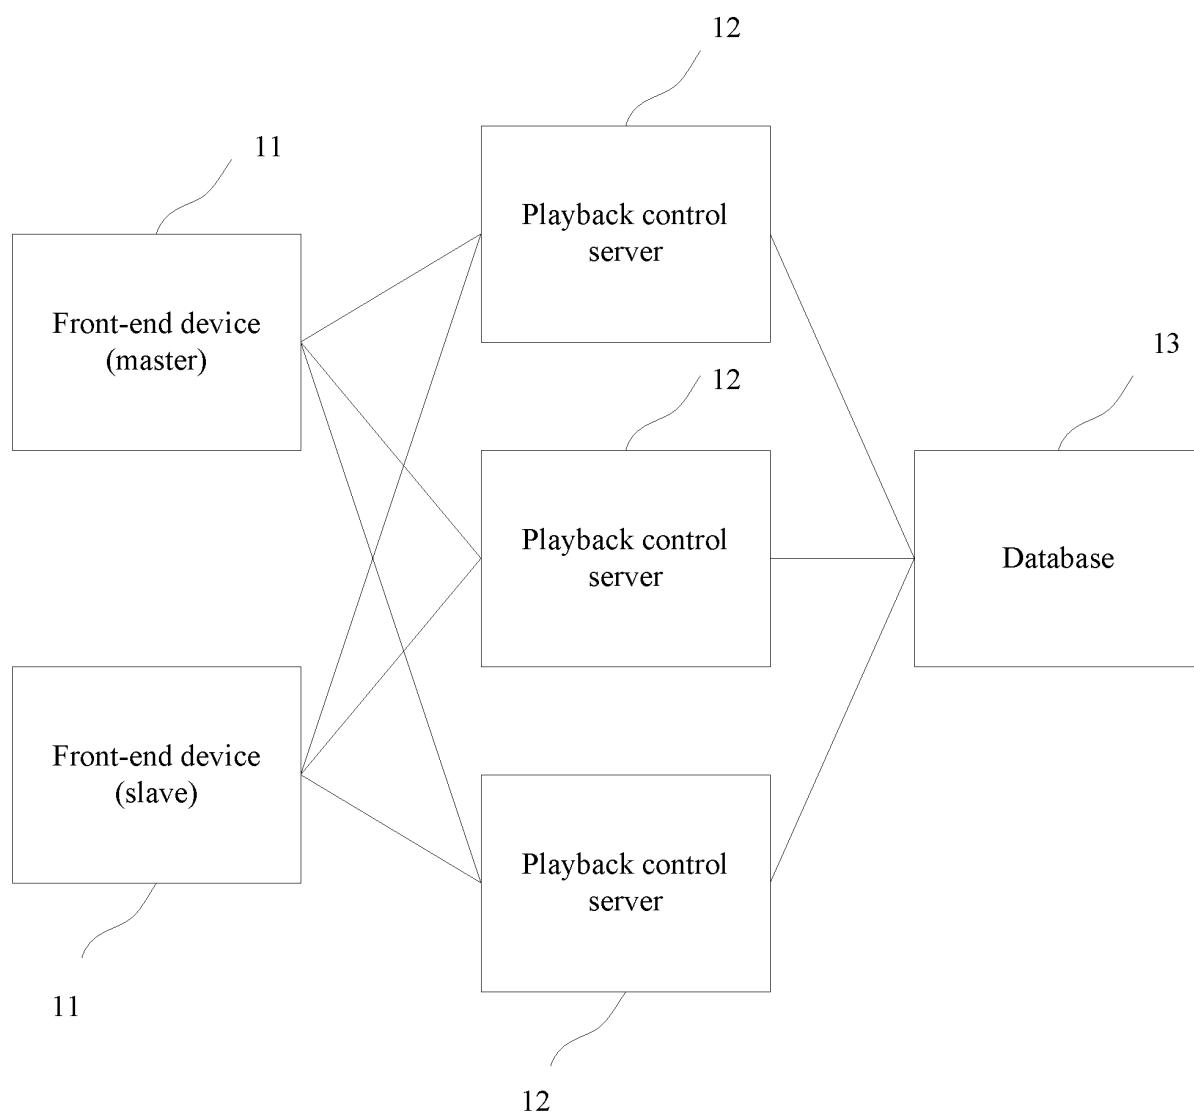 12
11
Playback control
server
Front-end device
(master)
13
12
Playback control
server
Database
Front-end device
(slave)
Playback control
server
11
12